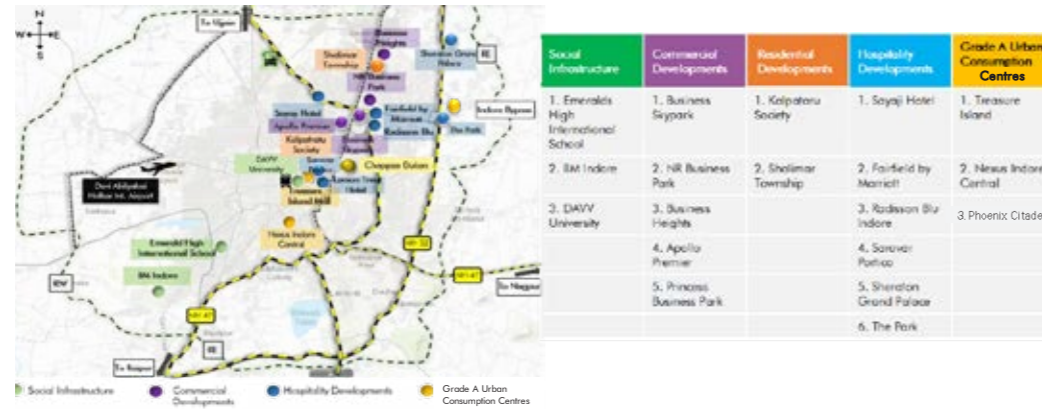 N
W
E
S
To Ujjain
Business
Heights
Shalimar
Township
Sheraton Grand
Palace
RE
NR Business
Park
Indore Bypass
Sayaji Hotel
Fairfield by
Marriott
Apollo Premier
Radisson Blu
The Park
Kalpataru
Society
DAVV
University
Chappan Dukan
Hotel
Treasure
Island Mall
Devi Ahilyabai
Holkar Int. Airport
Nexus Indore
Central
Emerald High
International School
IIM Indore
NH-52
NH-47
To Nagpur
NH-47
RE
Social Infrastructure
Commercial
Developments
Hospitality Developments
Grade A Urban
Consumption Centres
Social
Infrastructure
Commercial
Developments
Residential
Developments
Hospitality
Developments
Grade A Urban
Consumption
Centres
1. Emeralds
High
International
School
1. Business
Skypark
1. Kalpataru
Society
1. Sayaji Hotel
1. Treasure
Island
2. IIM Indore
2. NR Business
Park
2. Shalimar
Township
2. Fairfield by
Marriott
2. Nexus Indore
Central
3. DAVV
University
3. Business
Heights
3. Radisson Blu
Indore
3. Phoenix Citade
4. Apollo
Premier
4. Sarovar
Portico
5. Princess
Business Park
5. Sheraton
Grand Palace
6. The Park